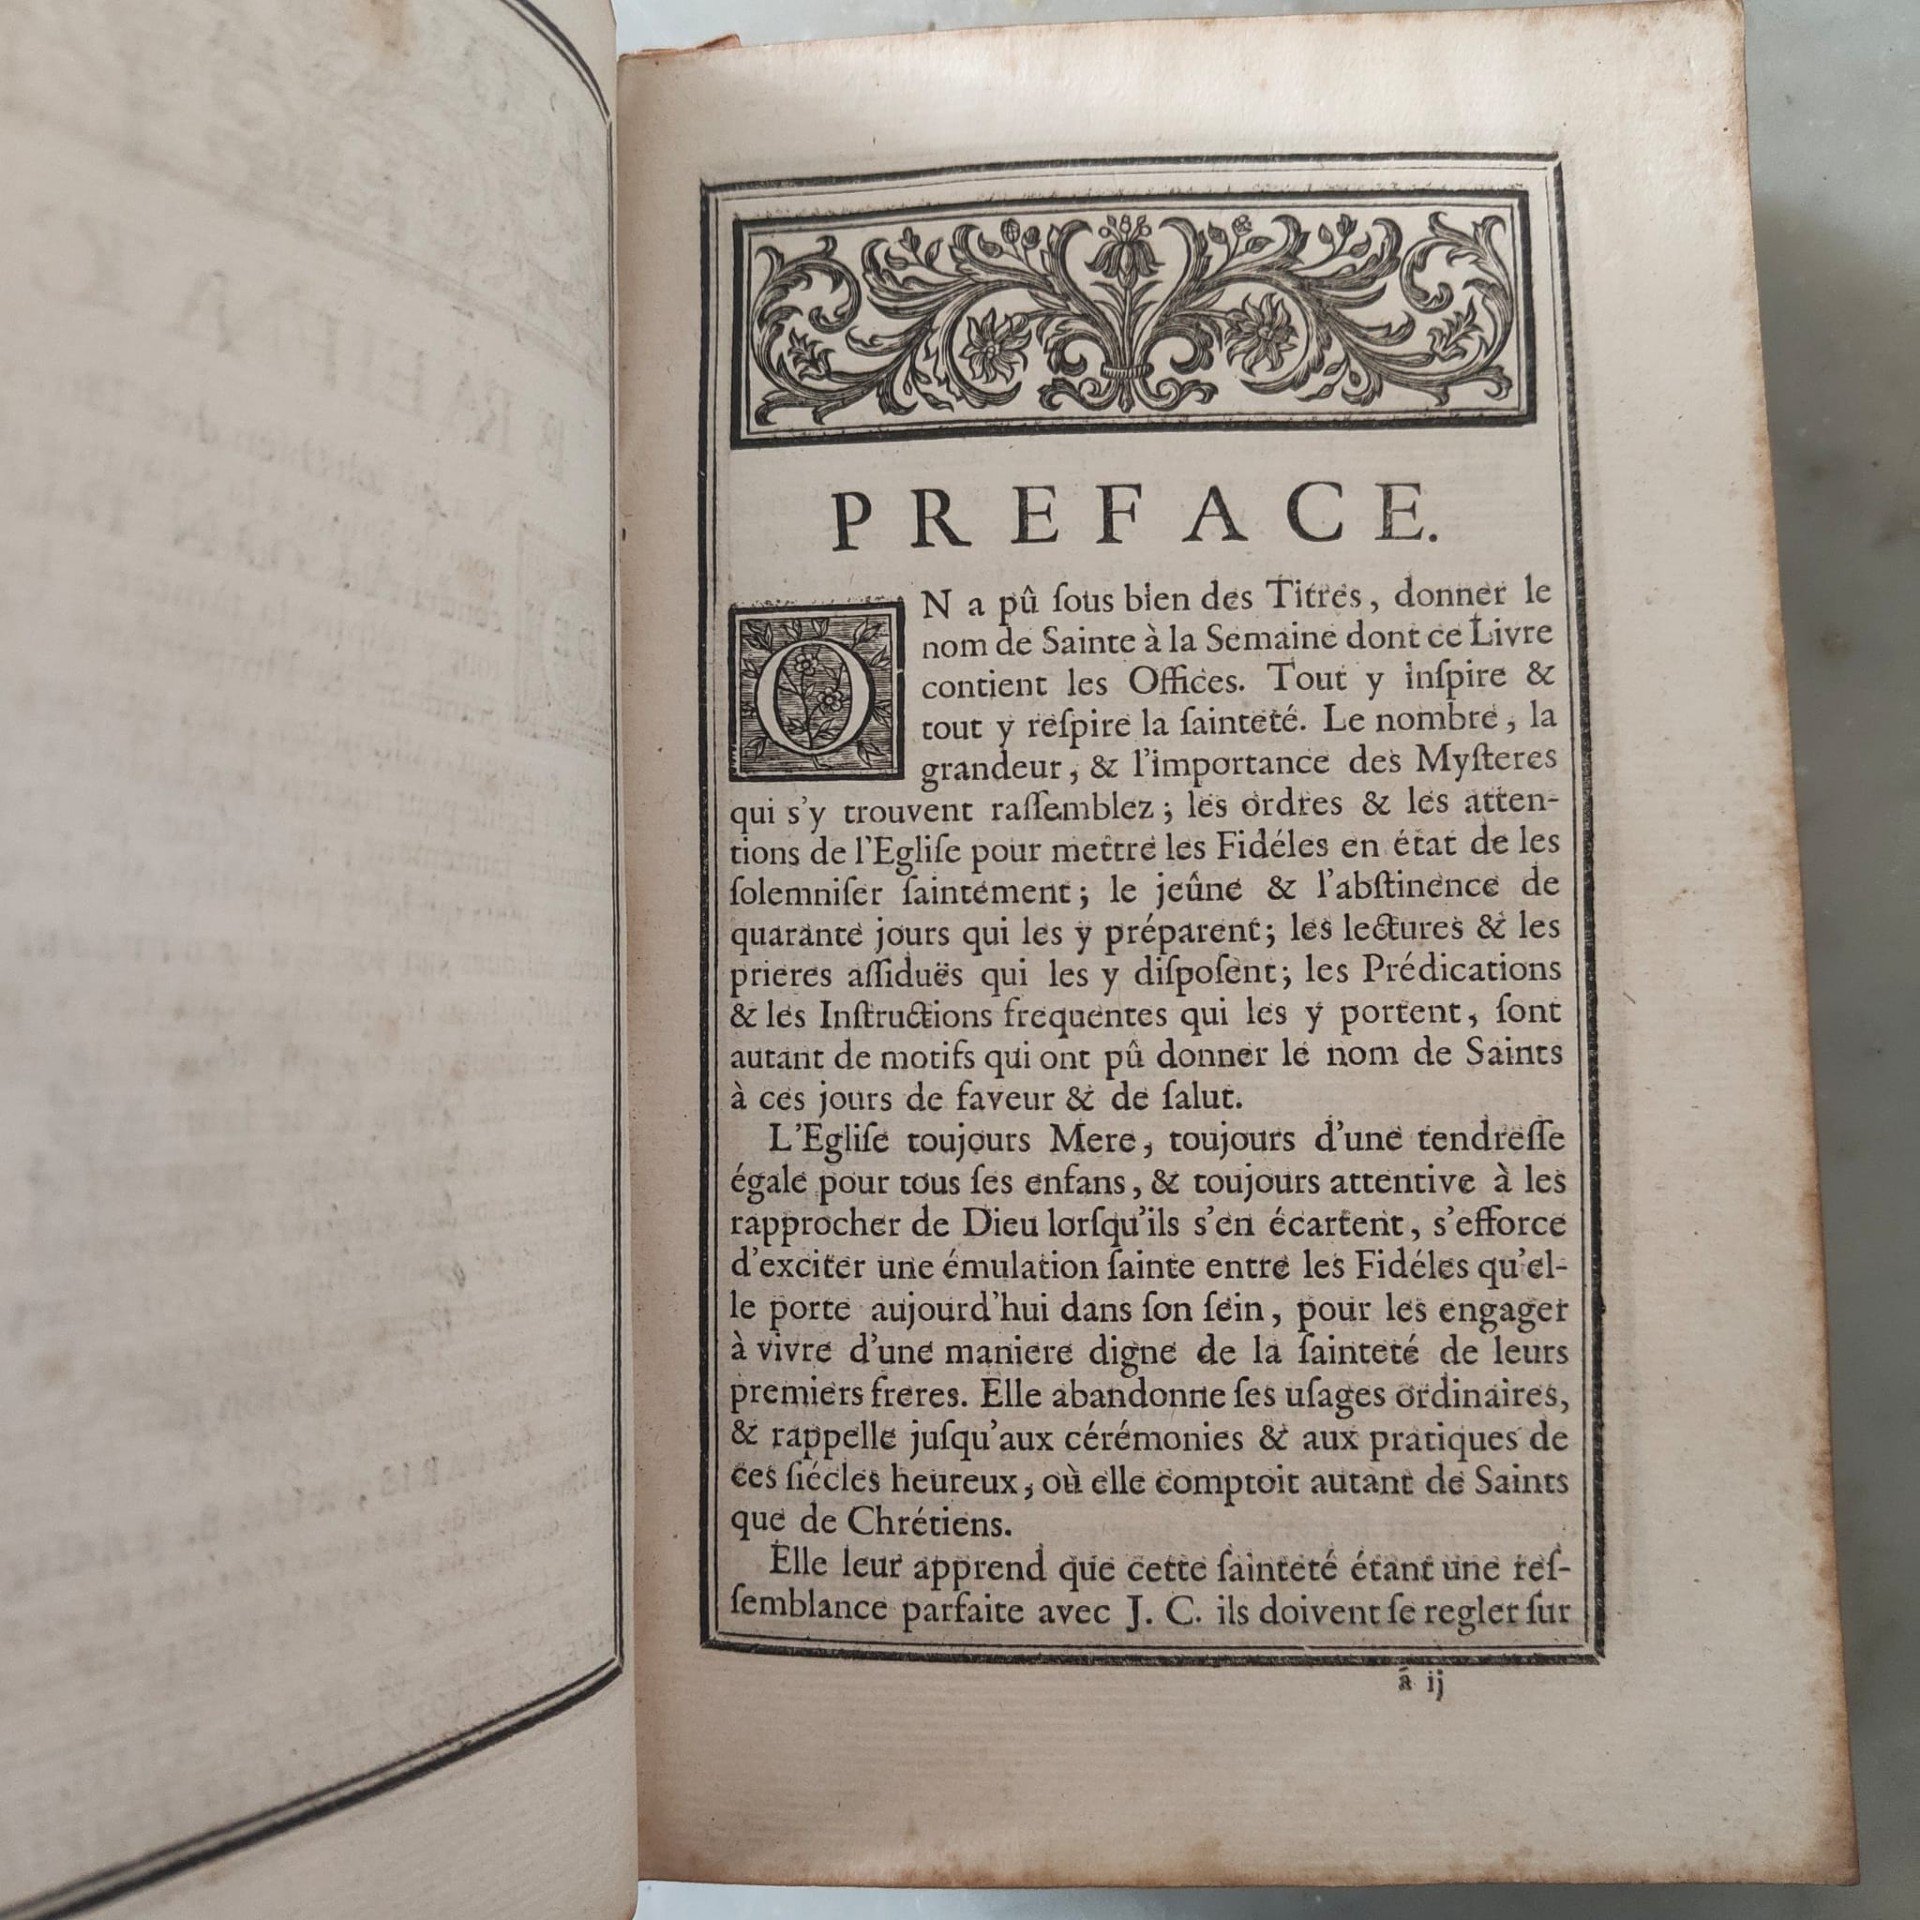 PREFACE.
ON a pû ſous bien des Titres, donner le
nom de Sainte à la Semaine dont ce Livre
contient les Offices. Tout y inſpire &
tout y reſpire la ſainteté. Le nombre, la
grandeur, & l'importance des Myſteres
qui s'y trouvent raſſemblez; les ordres & les atten-
tions de l'Egliſe pour mettre les Fidéles en état de les
ſolemniſer ſaintement; le jeûne & l'abſtinence de
quarante jours qui les y préparent; les lectures & les
prieres aſſiduës qui les y diſpoſent; les Prédications
& les Inſtructions frequentes qui les y portent, ſont
autant de motifs qui ont pû donner le nom de Saints
à ces jours de faveur & de ſalut.
L'Egliſe toujours Mere, toujours d'une tendreſſe
égale pour tous ſes enfans, & toujours attentive à les
rapprocher de Dieu lorſqu'ils s'en écartent, s'efforce
d'exciter une émulation ſainte entre les Fidéles qu'el-
le porte aujourd'hui dans ſon ſein, pour les engager
à vivre d'une maniere digne de la ſainteté de leurs
premiers freres. Elle abandonne ſes uſages ordinaires,
& rappelle juſqu'aux cérémonies & aux pratiques de
ces ſiécles heureux, où elle comptoit autant de Saints
que de Chrétiens.
Elle leur apprend que cette ſainteté étant une reſ-
ſemblance parfaite avec J. C. ils doivent ſe regler ſur
á ij